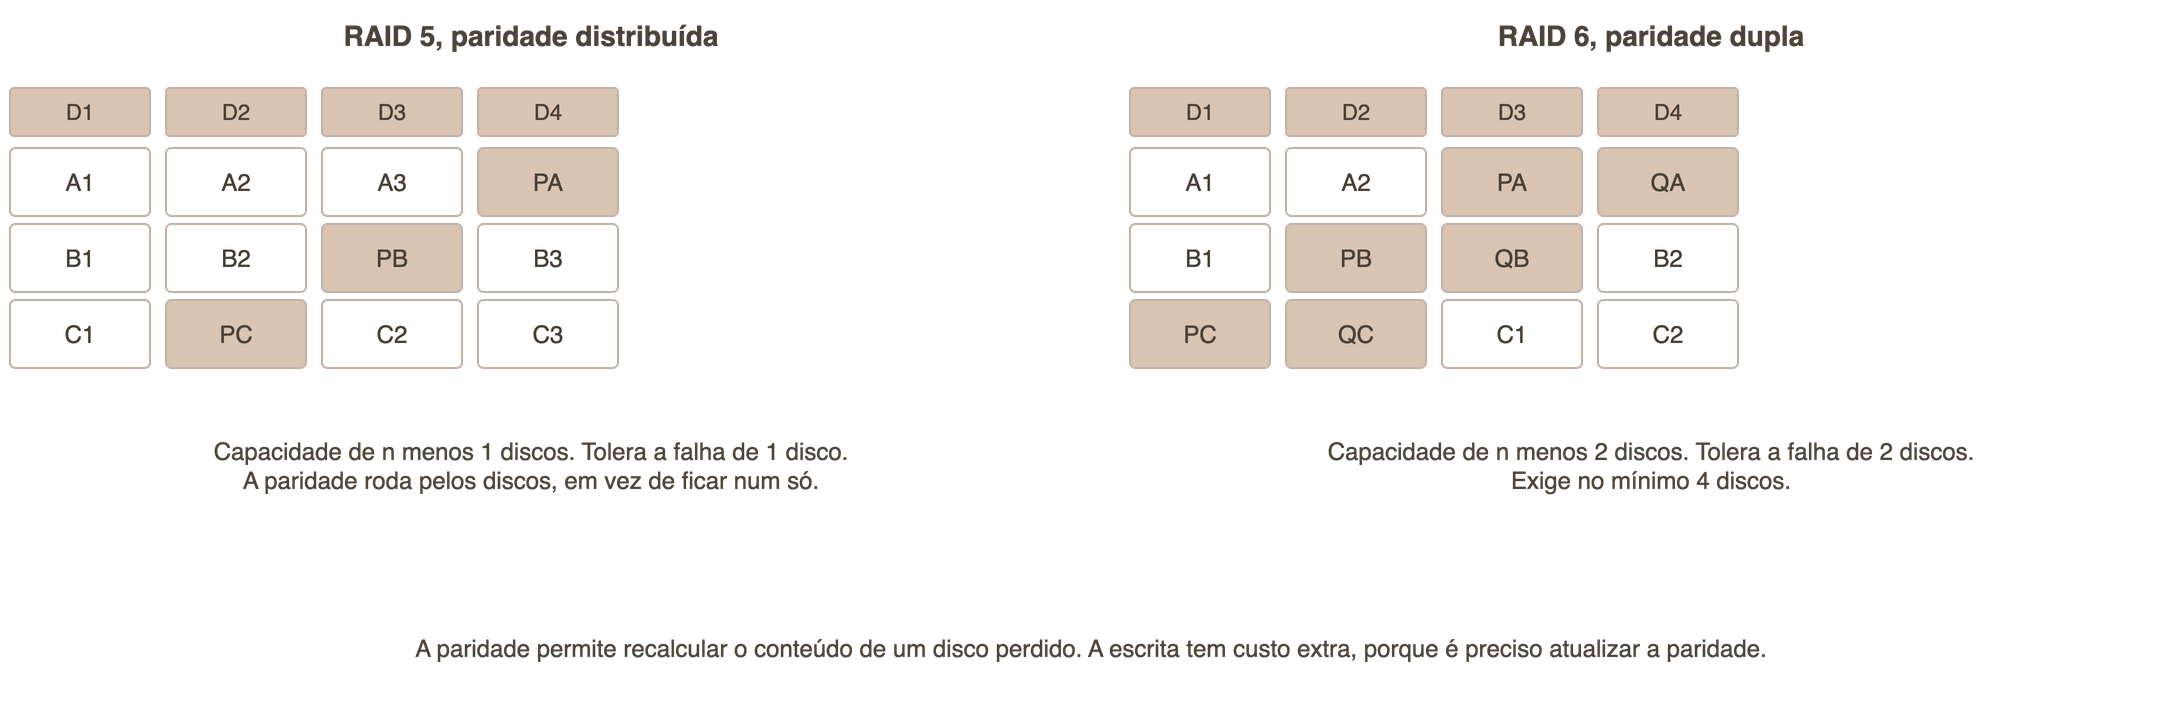 RAID 5, paridade distribuída
D1 D2 D3 D4
A1 A2 A3 PA
B1 B2 PB B3
C1 PC C2 C3
Capacidade de n menos 1 discos. Tolera a falha de 1 disco.
A paridade roda pelos discos, em vez de ficar num só.
RAID 6, paridade dupla
D1 D2 D3 D4
A1 A2 PA QA
B1 PB QB B2
PC QC C1 C2
Capacidade de n menos 2 discos. Tolera a falha de 2 discos.
Exige no mínimo 4 discos.
A paridade permite recalcular o conteúdo de um disco perdido. A escrita tem custo extra, porque é preciso atualizar a paridade.